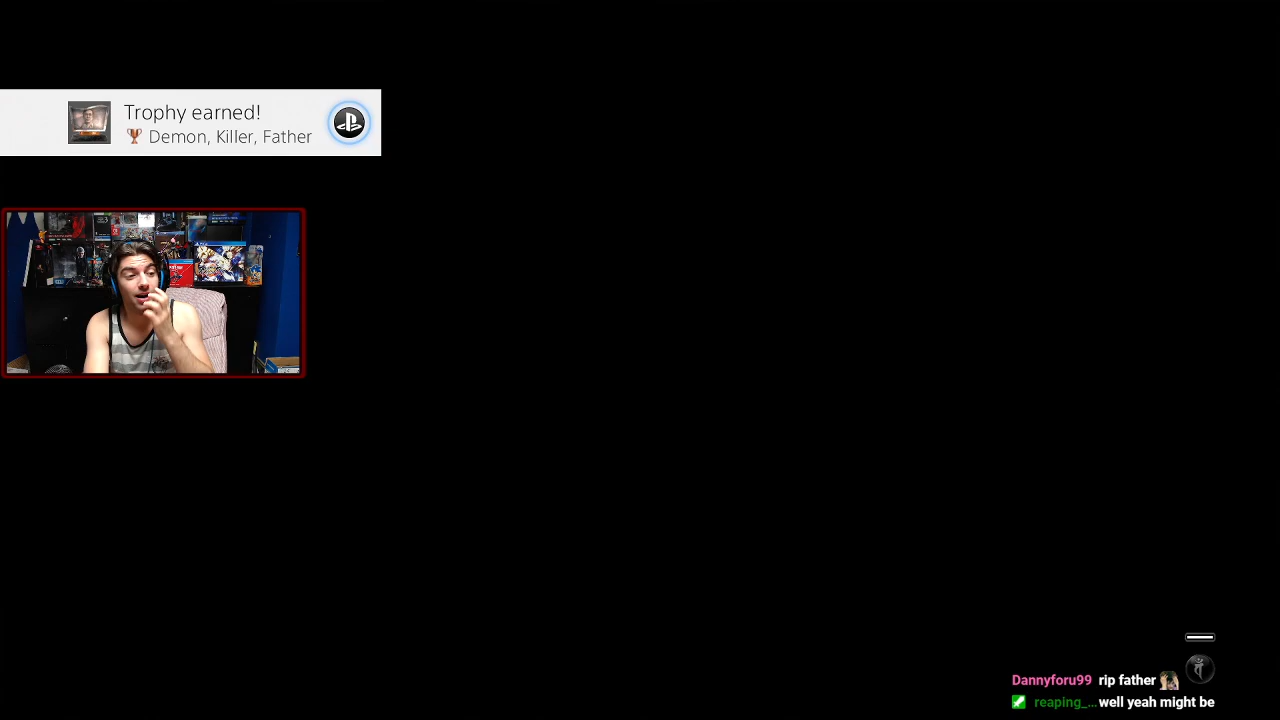 Trophy earned!
Demon, Killer, Father
Dannyforu99 rip father
reaping_... well yeah might be